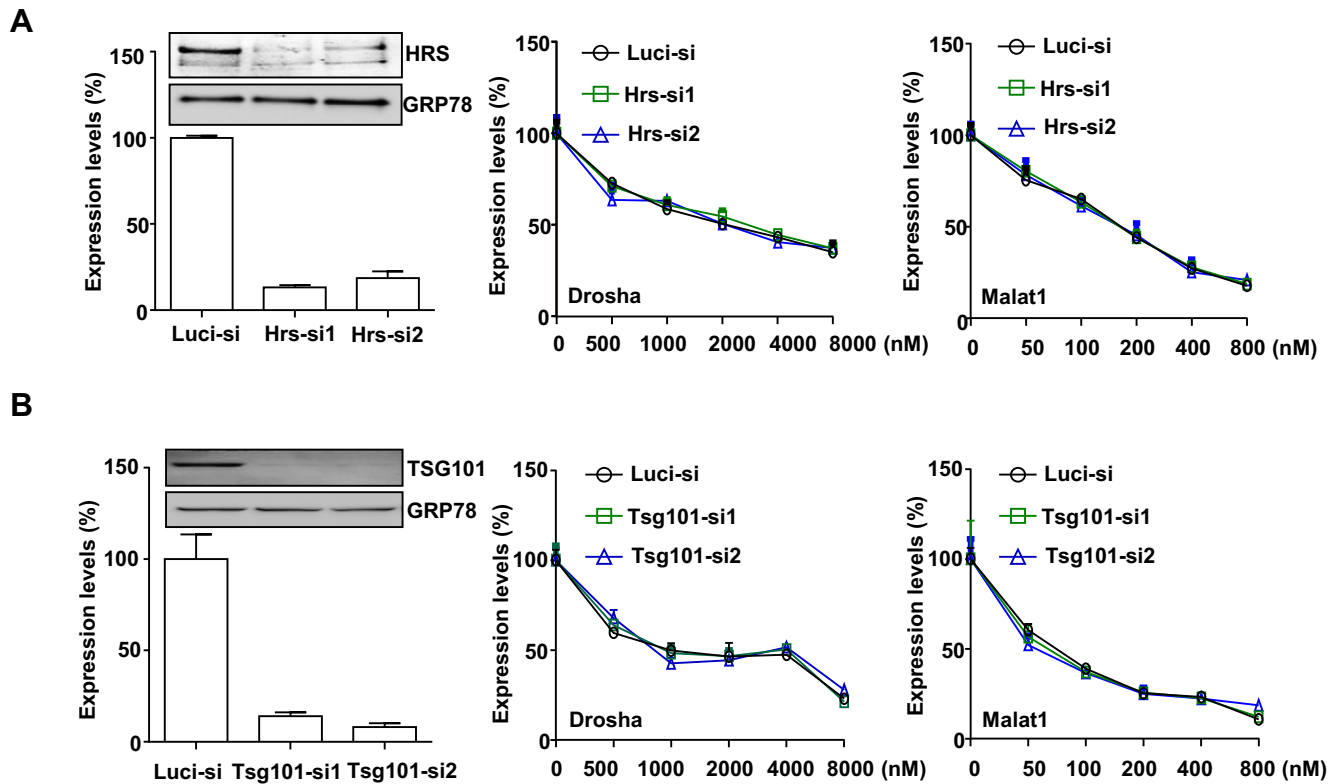 A
Expression levels (%)
150
100
50
0
HRS
GRP78
Luci-si Hrs-si1 Hrs-si2
Expression levels (%)
150
100
50
0
Luci-si
Hrs-si1
Hrs-si2
Drosha
0 500 1000 2000 4000 8000 (nM)
Expression levels (%)
150
100
50
0
Luci-si
Hrs-si1
Hrs-si2
Malat1
0 50 100 200 400 800 (nM)
B
Expression levels (%)
150
100
50
0
TSG101
GRP78
Luci-si Tsg101-si1 Tsg101-si2
Expression levels (%)
150
100
50
0
Luci-si
Tsg101-si1
Tsg101-si2
Drosha
0 500 1000 2000 4000 8000 (nM)
Expression levels (%)
150
100
50
0
Luci-si
Tsg101-si1
Tsg101-si2
Malat1
0 50 100 200 400 800 (nM)